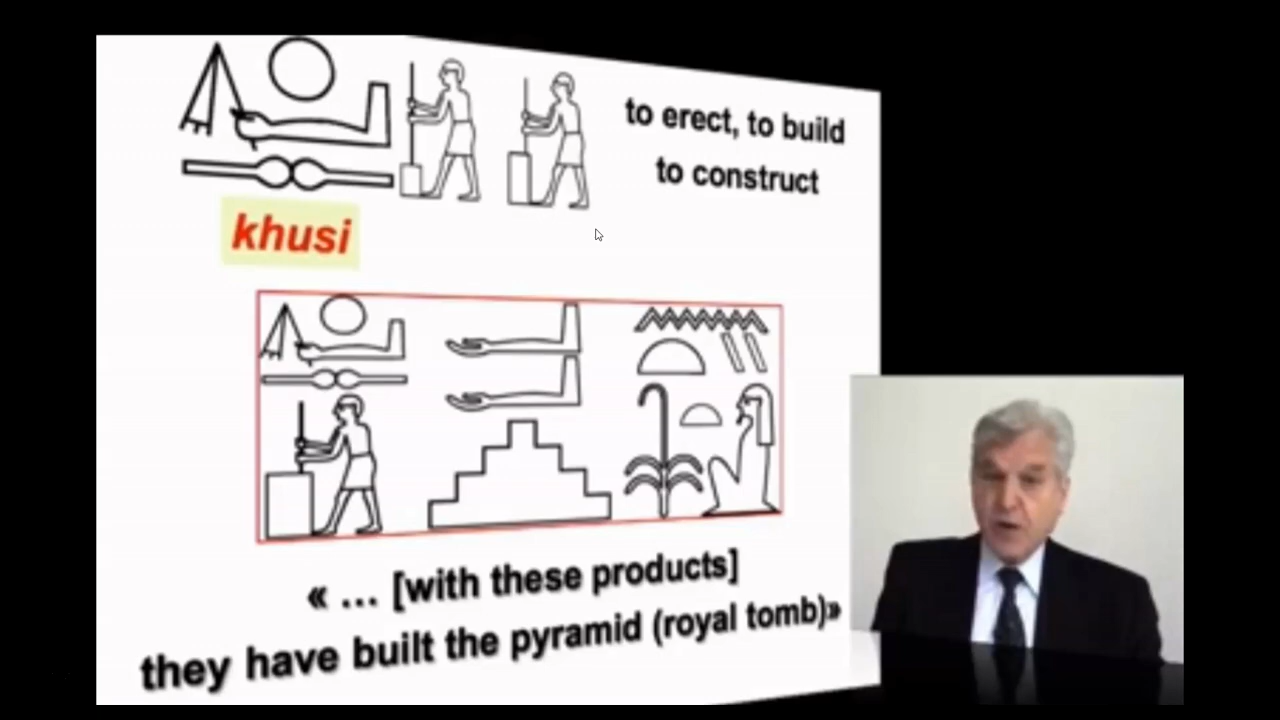 to erect, to build
to construct
khusi
« ... [with these products]
they have built the pyramid (royal tomb)»